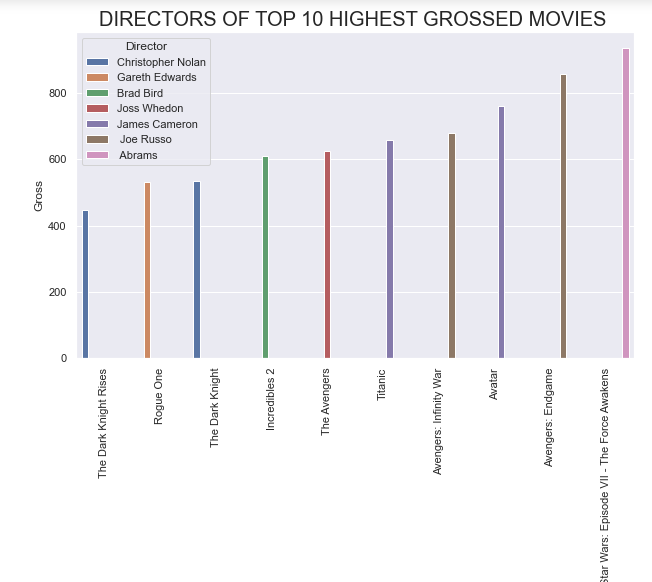 DIRECTORS OF TOP 10 HIGHEST GROSSED MOVIES
Director
Christopher Nolan
Gareth Edwards
Brad Bird
Joss Whedon
James Cameron
Joe Russo
Abrams
Gross
800
600
400
200
0
The Dark Knight Rises
Rogue One
The Dark Knight
Incredibles 2
The Avengers
Titanic
Avengers: Infinity War
Avatar
Avengers: Endgame
Star Wars: Episode VII - The Force Awakens